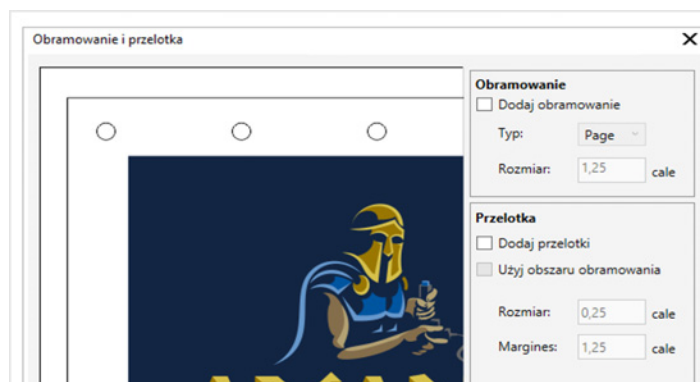 Obramowanie i przelotka
Obramowanie
Dodaj obramowanie
Typ: Page
Rozmiar: 1,25 cale
Przelotka
Dodaj przelotki
Użyj obszaru obramowania
Rozmiar: 0,25 cale
Margines: 1,25 cale